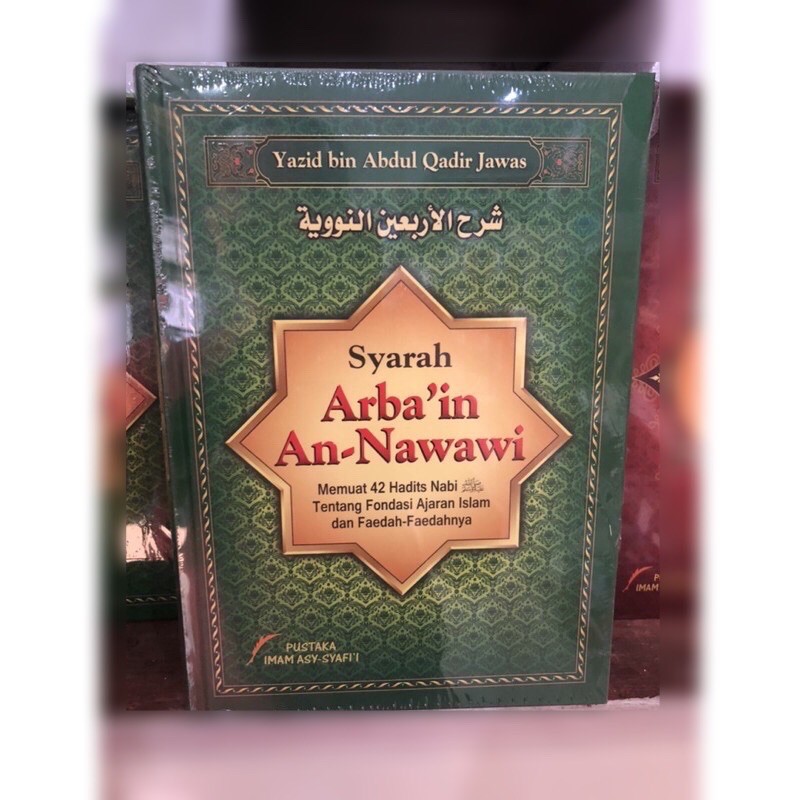 Yazid bin Abdul Qadir Jawas
شرح الأربعين النووية
Syarah
Arba'in
An-Nawawi
Memuat 42 Hadits Nabi ﷺ
Tentang Fondasi Ajaran Islam
dan Faedah-Faedahnya
PUSTAKA
IMAM ASY-SYAFI'I
P
IMAM